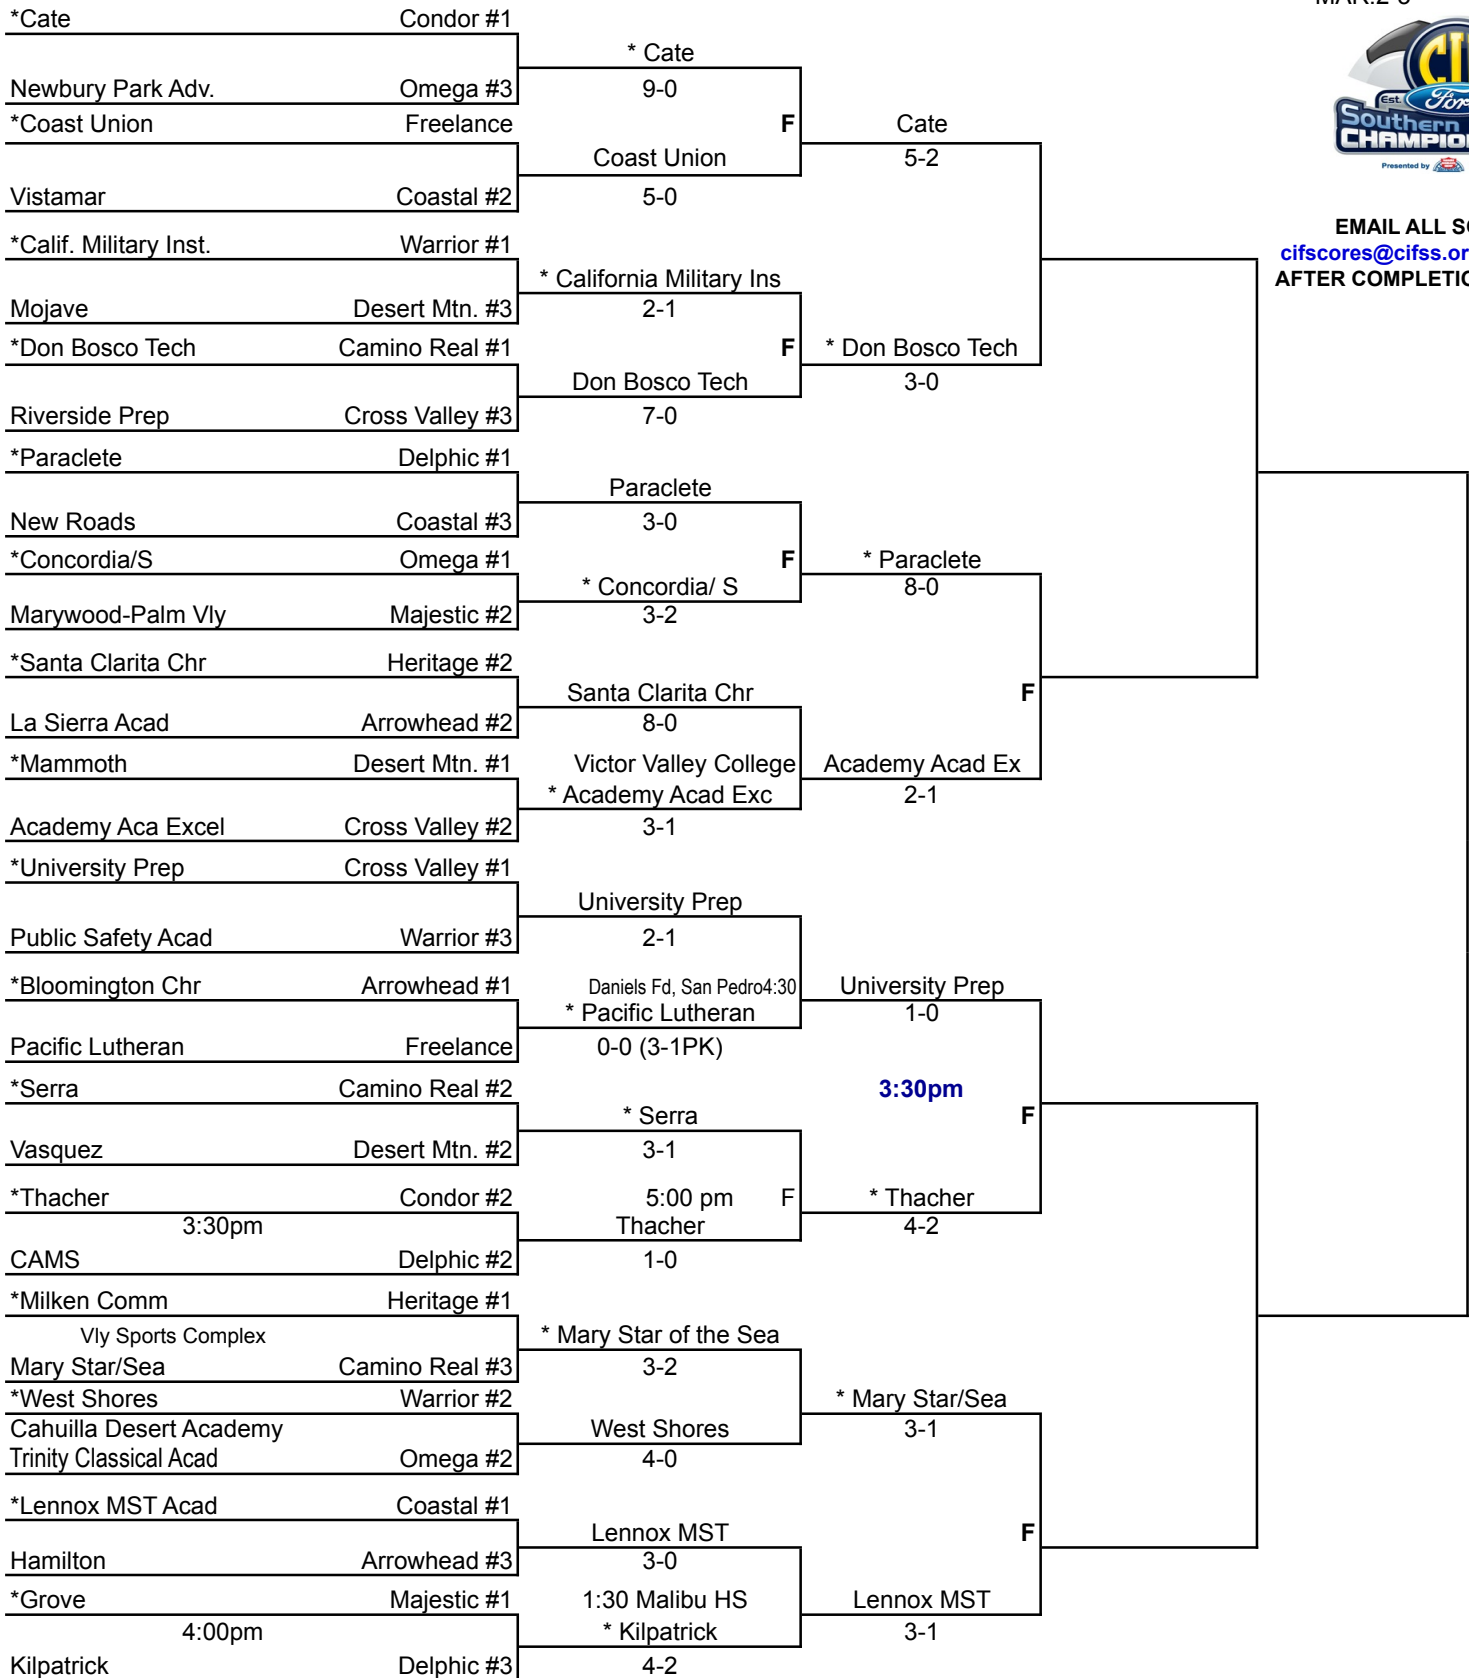 *Cate Condor #1
* Cate
Newbury Park Adv. Omega #3 9-0
*Coast Union Freelance F Cate
Coast Union 5-2
Vistamar Coastal #2 5-0
*Calif. Military Inst. Warrior #1
* California Military Ins
Mojave Desert Mtn. #3 2-1
*Don Bosco Tech Camino Real #1 F * Don Bosco Tech
Don Bosco Tech 3-0
Riverside Prep Cross Valley #3 7-0
*Paraclete Delphic #1
Paraclete
New Roads Coastal #3 3-0
*Concordia/S Omega #1 F * Paraclete
* Concordia/ S 8-0
Marywood-Palm Vly Majestic #2 3-2
*Santa Clarita Chr Heritage #2
Santa Clarita Chr F
La Sierra Acad Arrowhead #2 8-0
*Mammoth Desert Mtn. #1 Victor Valley College Academy Acad Ex
* Academy Acad Exc 2-1
Academy Aca Excel Cross Valley #2 3-1
*University Prep Cross Valley #1
University Prep
Public Safety Acad Warrior #3 2-1
*Bloomington Chr Arrowhead #1 Daniels Fd, San Pedro4:30 University Prep
* Pacific Lutheran 1-0
Pacific Lutheran Freelance 0-0 (3-1PK)
*Serra Camino Real #2 3:30pm
* Serra F
Vasquez Desert Mtn. #2 3-1
*Thacher Condor #2 5:00 pm F * Thacher
3:30pm Thacher 4-2
CAMS Delphic #2 1-0
*Milken Comm Heritage #1
Vly Sports Complex * Mary Star of the Sea
Mary Star/Sea Camino Real #3 3-2
*West Shores Warrior #2 * Mary Star/Sea
Cahuilla Desert Academy West Shores 3-1
Trinity Classical Acad Omega #2 4-0
*Lennox MST Acad Coastal #1
Lennox MST F
Hamilton Arrowhead #3 3-0
*Grove Majestic #1 1:30 Malibu HS Lennox MST
4:00pm * Kilpatrick 3-1
Kilpatrick Delphic #3 4-2
Est. Ford
Southern
CHAMPIO
Presented by
EMAIL ALL S
cifscores@cifss.or
AFTER COMPLETI